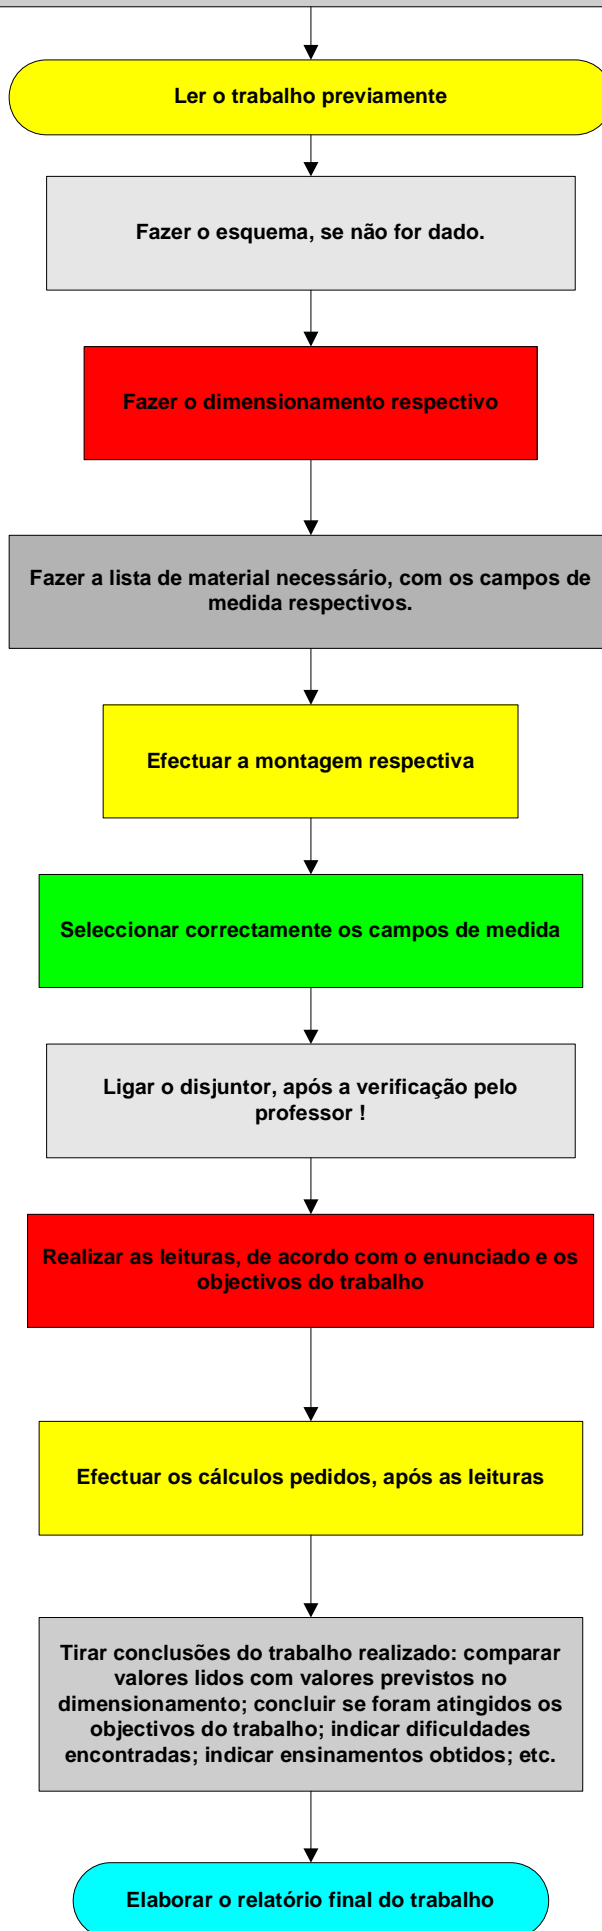 Ler o trabalho previamente
Fazer o esquema, se não for dado.
Fazer o dimensionamento respectivo
Fazer a lista de material necessário, com os campos de
medida respectivos.
Efectuar a montagem respectiva
Seleccionar correctamente os campos de medida
Ligar o disjuntor, após a verificação pelo
professor !
Realizar as leituras, de acordo com o enunciado e os
objectivos do trabalho
Efectuar os cálculos pedidos, após as leituras
Tirar conclusões do trabalho realizado: comparar
valores lidos com valores previstos no
dimensionamento; concluir se foram atingidos os
objectivos do trabalho; indicar dificuldades
encontradas; indicar ensinamentos obtidos; etc.
Elaborar o relatório final do trabalho